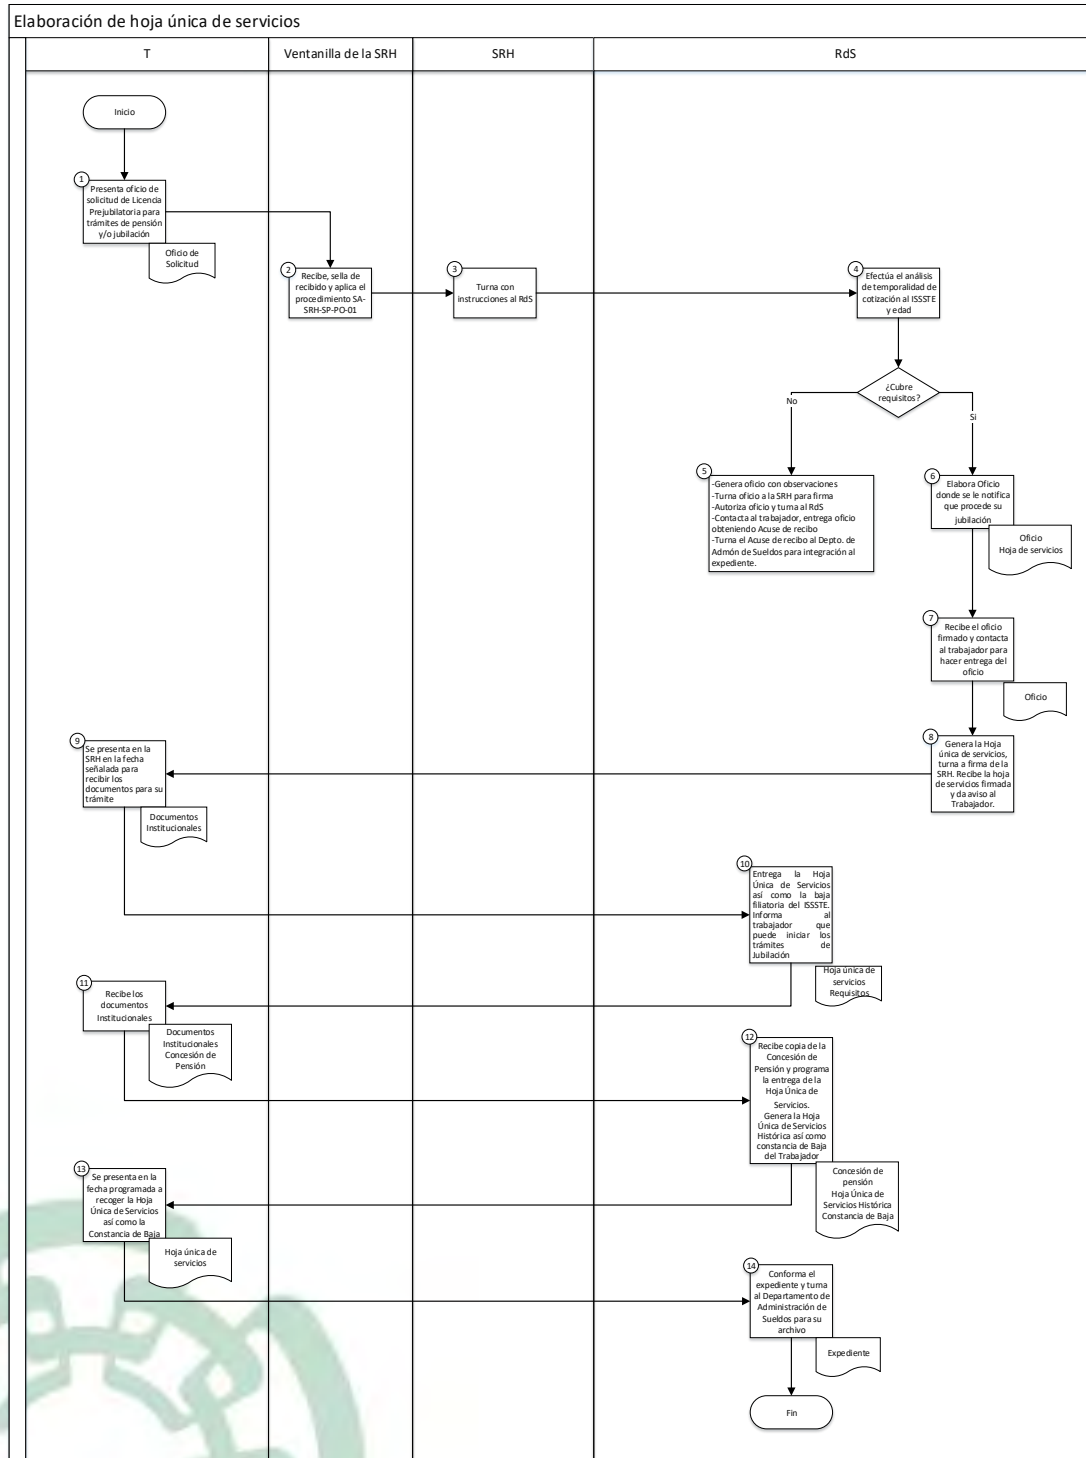 Elaboración de hoja única de servicios
T
Ventanilla de la SRH
SRH
RdS
Inicio
1
Presenta oficio de
solicitud de Licencia
Prejubilatoria para
trámites de pensión
y/o jubilación
Oficio de
Solicitud
2
Recibe, sella de
recibido y aplica el
procedimiento SA-
SRH-SP-PO-01
3
Turna con
instrucciones al RdS
4
Efectúa el análisis
de temporalidad de
cotización al ISSSTE
y edad
¿Cubre
requisitos?
No
Si
5
-Genera oficio con observaciones
-Turna oficio a la SRH para firma
-Autoriza oficio y turna al RdS
-Contacta al trabajador, entrega oficio
obteniendo Acuse de recibo
-Turna el Acuse de recibo al Depto. de
Admón de Sueldos para integración al
expediente.
6
Elabora Oficio
donde se le notifica
que procede su
jubilación
Oficio
Hoja de servicios
7
Recibe el oficio
firmado y contacta
al trabajador para
hacer entrega del
oficio
Oficio
8
Genera la Hoja
única de servicios,
turna a firma de la
SRH. Recibe la hoja
de servicios firmada
y da aviso al
Trabajador.
9
Se presenta en la
SRH en la fecha
señalada para
recibir los
documentos para su
trámite
Documentos
Institucionales
10
Entrega la Hoja
Única de Servicios
así como la baja
filiatoria del ISSSTE.
Informa al
trabajador que
puede iniciar los
trámites de
Jubilación
Hoja única de
servicios
Requisitos
11
Recibe los
documentos
Institucionales
Documentos
Institucionales
Concesión de
Pensión
12
Recibe copia de la
Concesión de
Pensión y programa
la entrega de la
Hoja Única de
Servicios.
Genera la Hoja
Única de Servicios
Histórica así como
constancia de Baja
del Trabajador
Concesión de
pensión
Hoja Única de
Servicios Histórica
Constancia de Baja
13
Se presenta en la
fecha programada a
recoger la Hoja
Única de Servicios
así como la
Constancia de Baja
Hoja única de
servicios
14
Conforma el
expediente y turna
al Departamento de
Administración de
Sueldos para su
archivo
Expediente
Fin